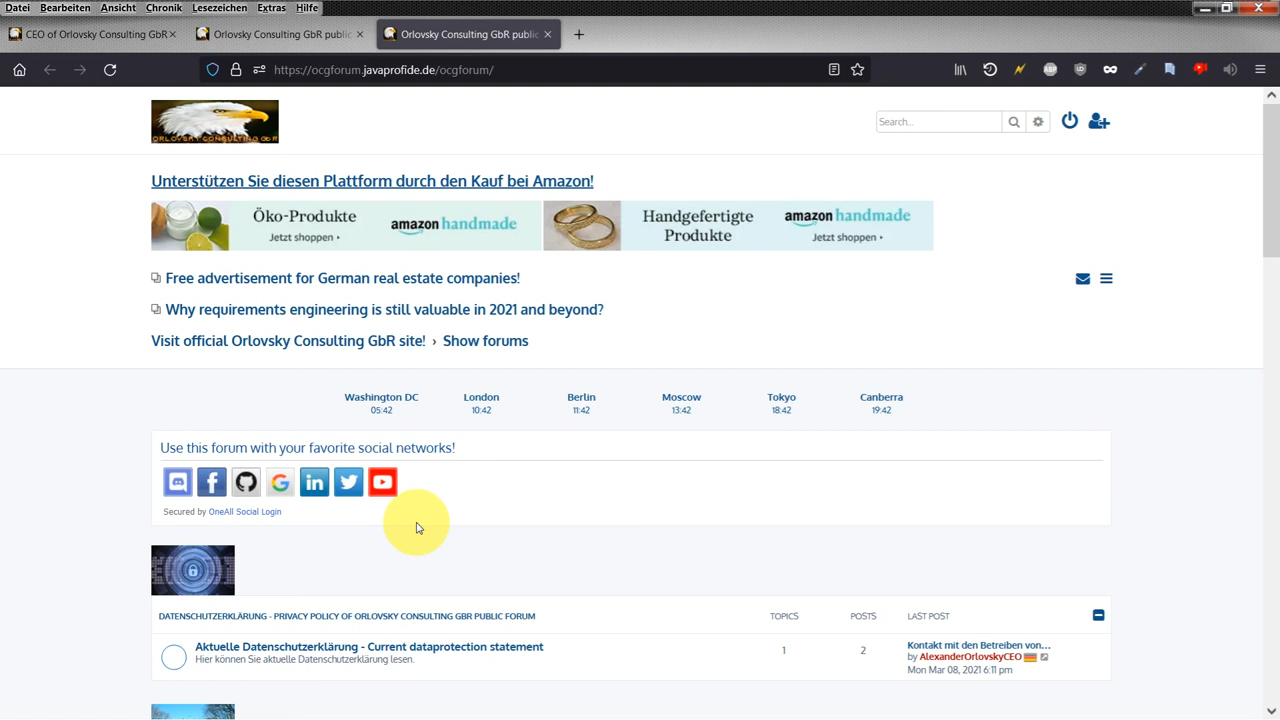 Datei Bearbeiten Ansicht Chronik Lesezeichen Extras Hilfe
CEO of Orlovsky Consulting GbR
Orlovsky Consulting GbR public
Orlovsky Consulting GbR public
https://ocgforum.javaprofide.de/ocgforum/
ORLOVSKY CONSULTING GbR
Search...
Unterstützen Sie diesen Plattform durch den Kauf bei Amazon!
Öko-Produkte
Jetzt shoppen
amazon handmade
Handgefertigte
Produkte
amazon handmade
Jetzt shoppen
Free advertisement for German real estate companies!
Why requirements engineering is still valuable in 2021 and beyond?
Visit official Orlovsky Consulting GbR site! › Show forums
Washington DC London Berlin Moscow Tokyo Canberra
05:42 10:42 11:42 13:42 18:42 19:42
Use this forum with your favorite social networks!
Secured by OneAll Social Login
DATENSCHUTZERKLÄRUNG - PRIVACY POLICY OF ORLOVSKY CONSULTING GBR PUBLIC FORUM TOPICS POSTS LAST POST
Aktuelle Datenschutzerklärung - Current dataprotection statement
Hier können Sie aktuelle Datenschutzerklärung lesen.
1 2
Kontakt mit den Betreiben von…
by AlexanderOrlovskyCEO
Mon Mar 08, 2021 6:11 pm